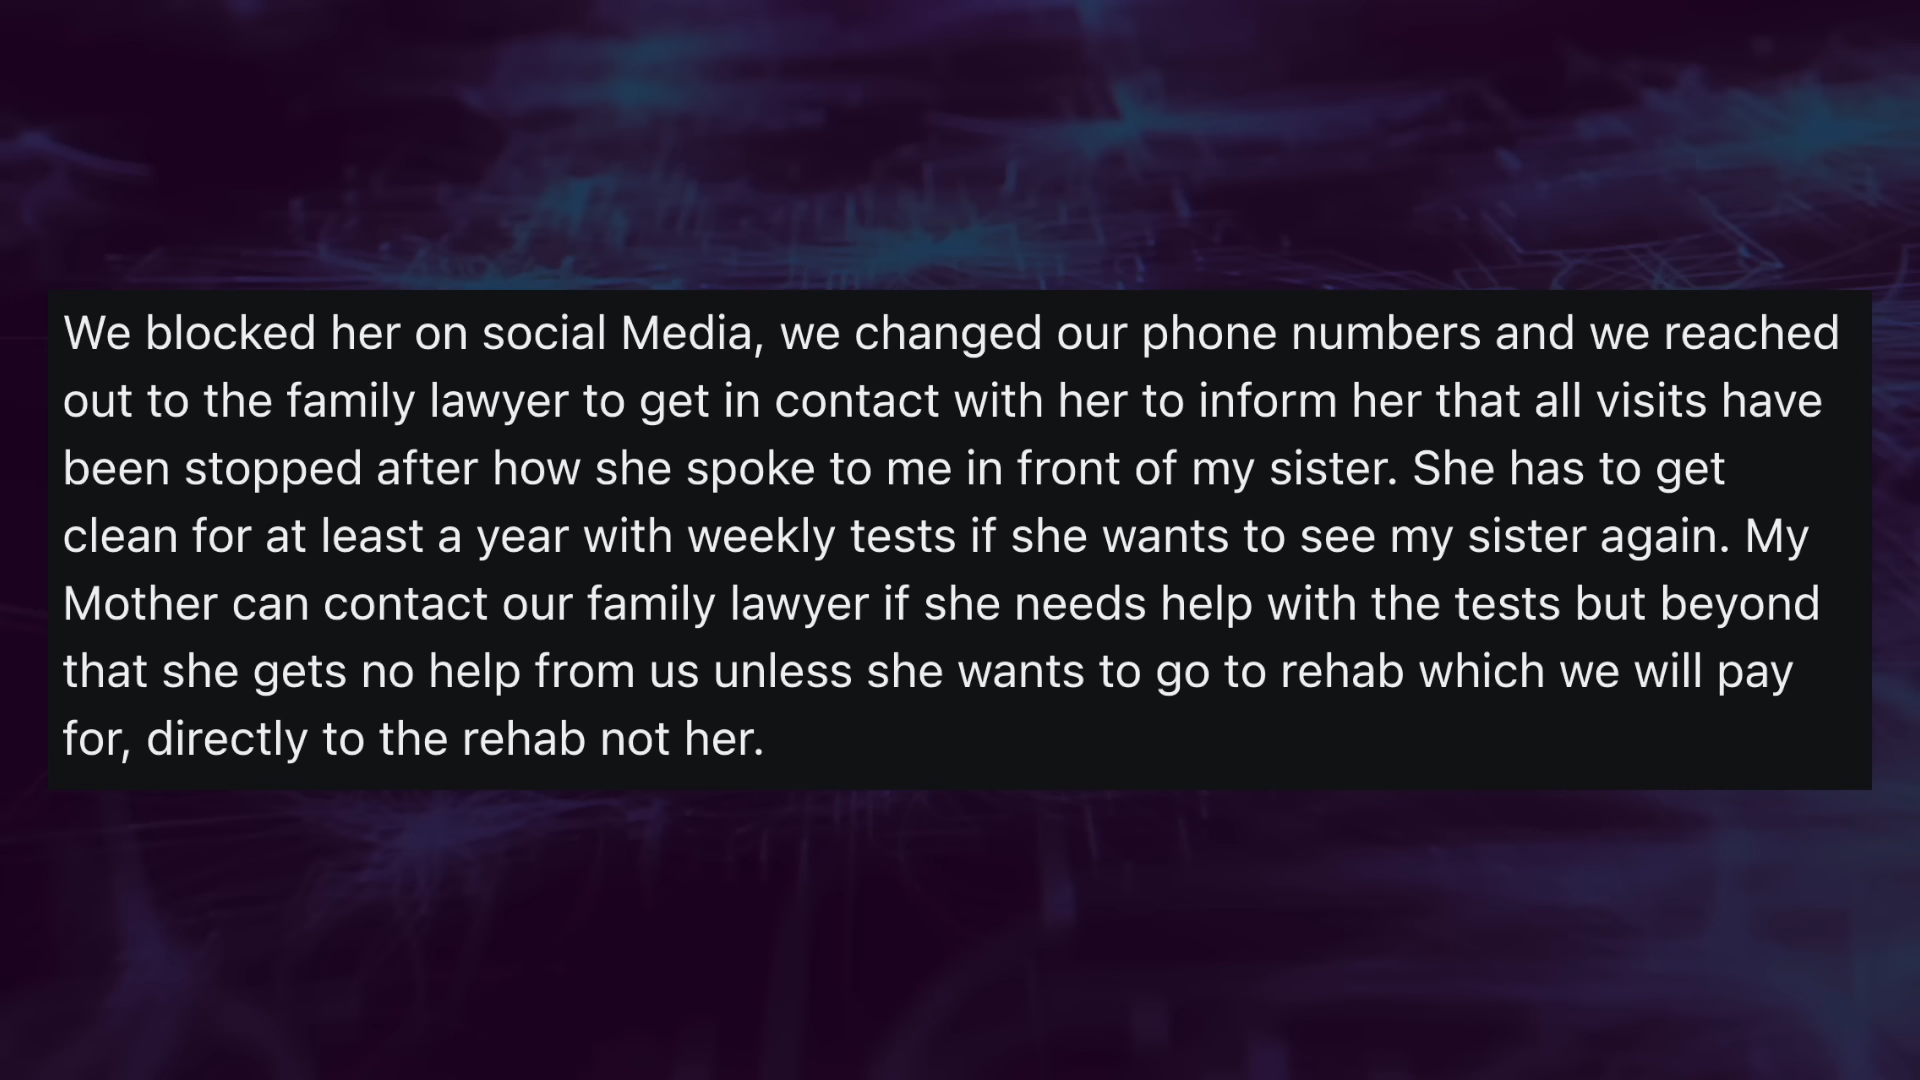 We blocked her on social Media, we changed our phone numbers and we reached
out to the family lawyer to get in contact with her to inform her that all visits have
been stopped after how she spoke to me in front of my sister. She has to get
clean for at least a year with weekly tests if she wants to see my sister again. My
Mother can contact our family lawyer if she needs help with the tests but beyond
that she gets no help from us unless she wants to go to rehab which we will pay
for, directly to the rehab not her.